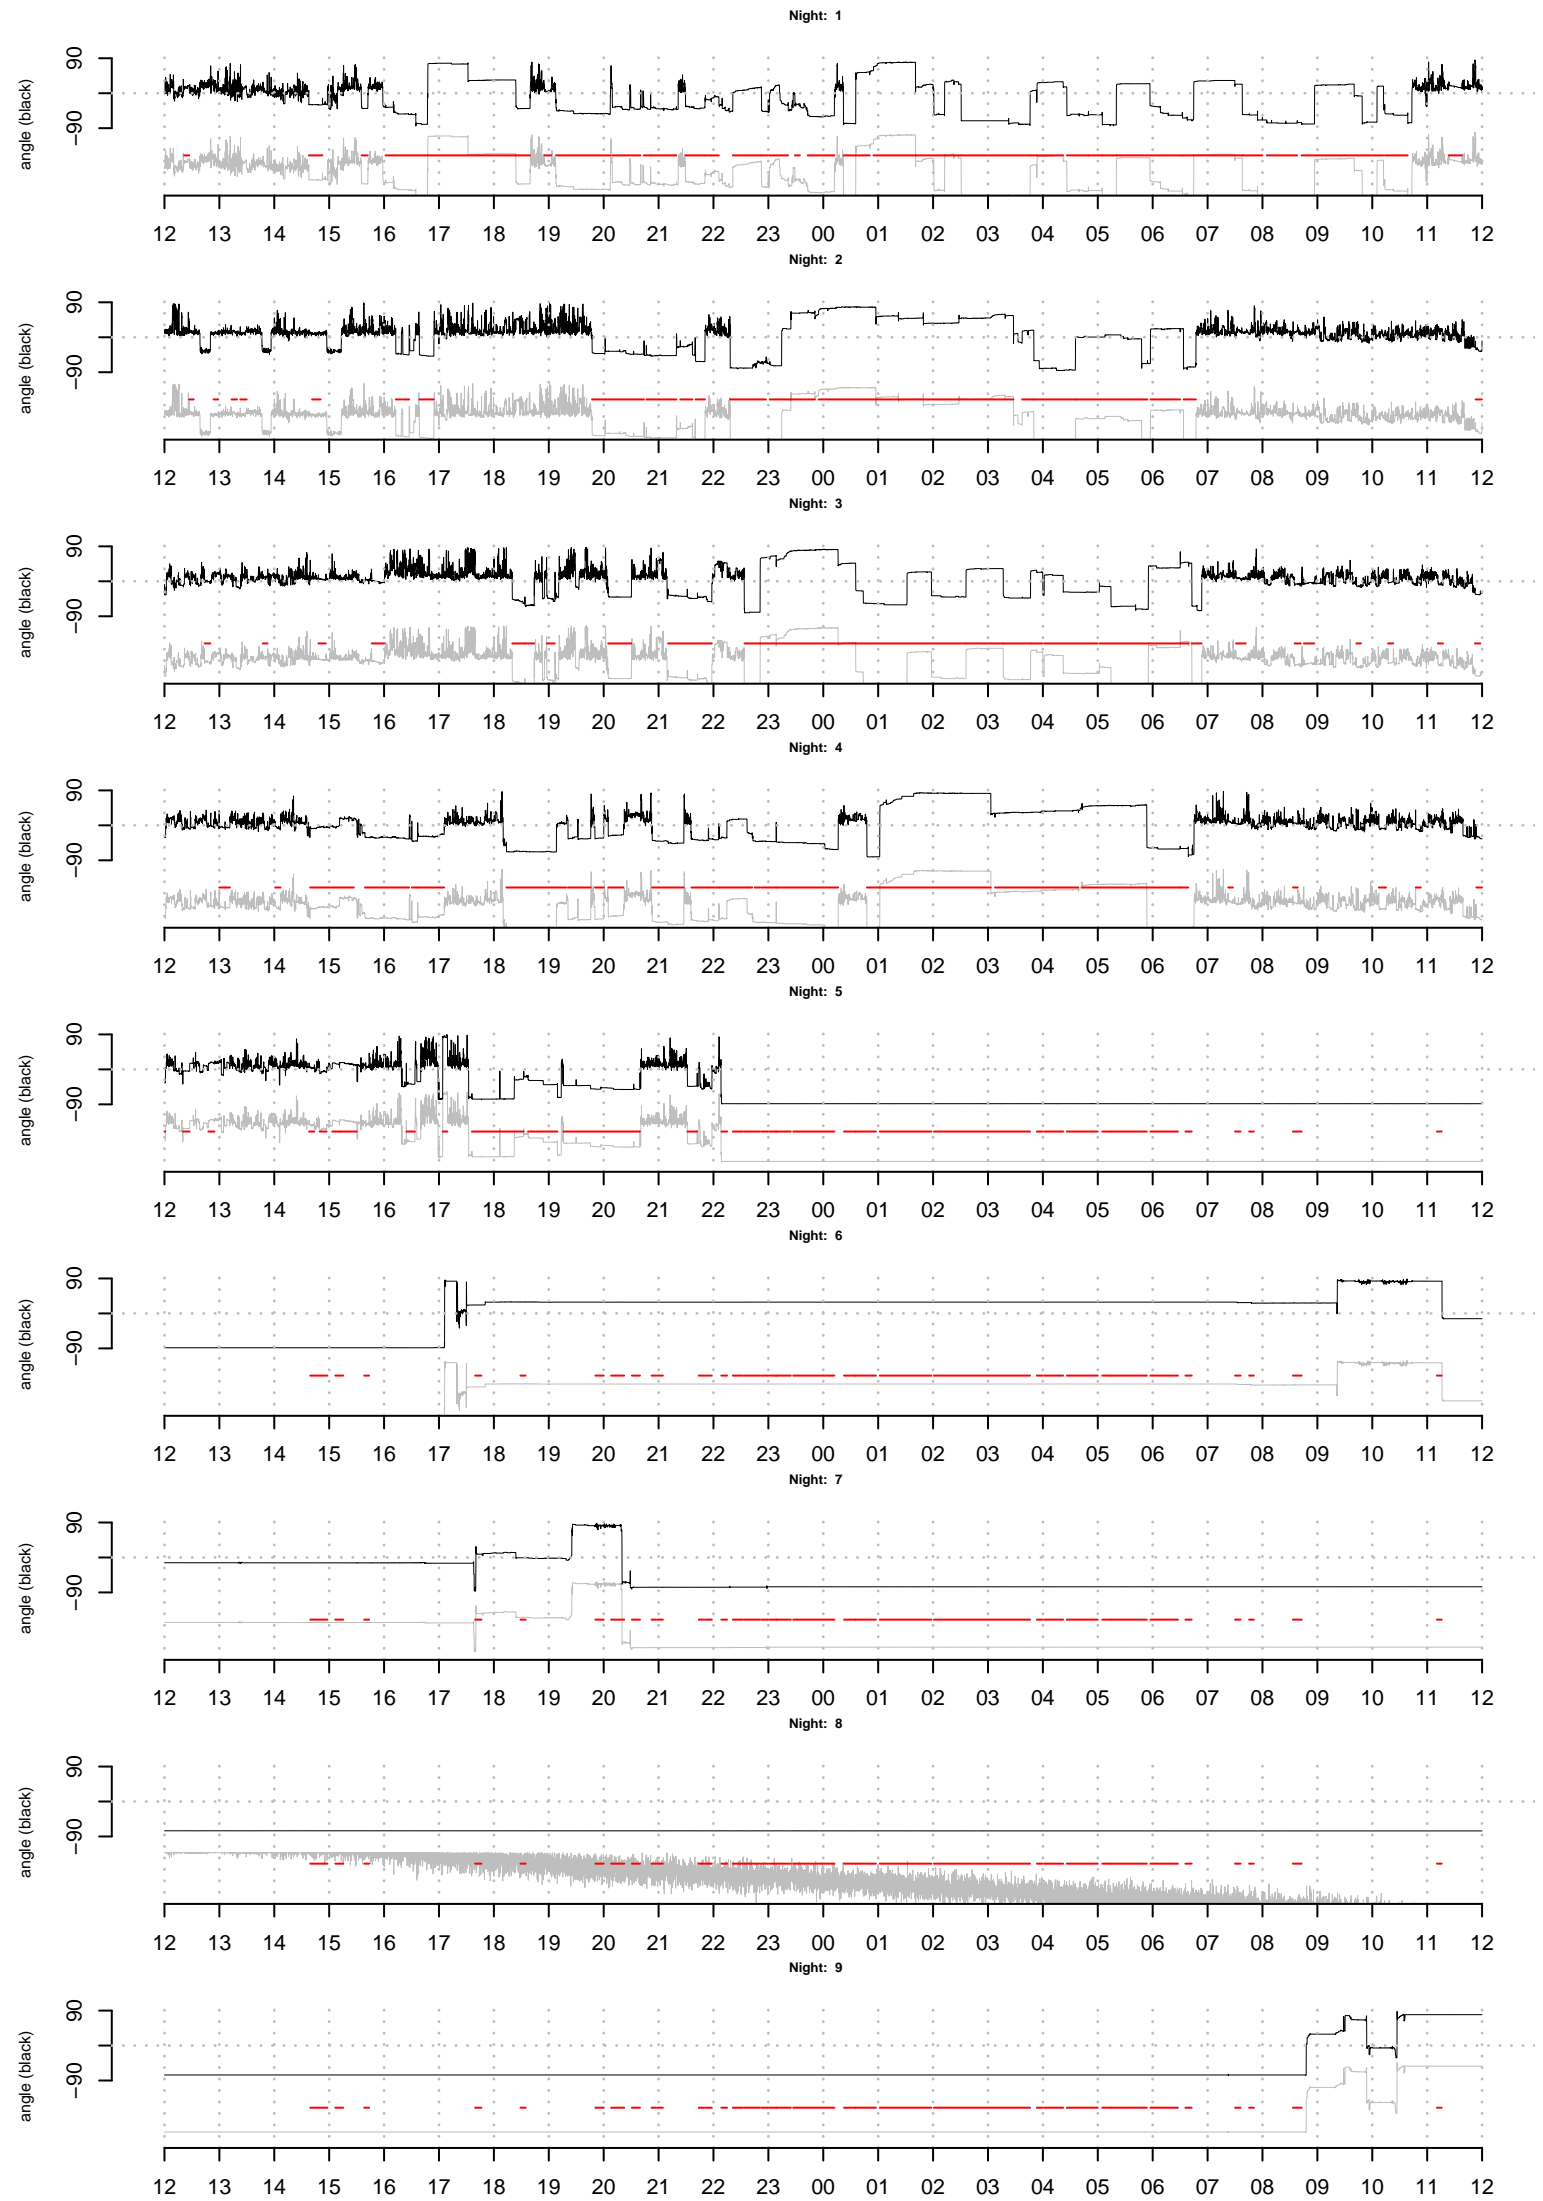 Night: 1
90
-90
angle (black)
12 13 14 15 16 17 18 19 20 21 22 23 00 01 02 03 04 05 06 07 08 09 10 11 12
Night: 2
90
-90
angle (black)
12 13 14 15 16 17 18 19 20 21 22 23 00 01 02 03 04 05 06 07 08 09 10 11 12
Night: 3
90
-90
angle (black)
12 13 14 15 16 17 18 19 20 21 22 23 00 01 02 03 04 05 06 07 08 09 10 11 12
Night: 4
90
-90
angle (black)
12 13 14 15 16 17 18 19 20 21 22 23 00 01 02 03 04 05 06 07 08 09 10 11 12
Night: 5
90
-90
angle (black)
12 13 14 15 16 17 18 19 20 21 22 23 00 01 02 03 04 05 06 07 08 09 10 11 12
Night: 6
90
-90
angle (black)
12 13 14 15 16 17 18 19 20 21 22 23 00 01 02 03 04 05 06 07 08 09 10 11 12
Night: 7
90
-90
angle (black)
12 13 14 15 16 17 18 19 20 21 22 23 00 01 02 03 04 05 06 07 08 09 10 11 12
Night: 8
90
-90
angle (black)
12 13 14 15 16 17 18 19 20 21 22 23 00 01 02 03 04 05 06 07 08 09 10 11 12
Night: 9
90
-90
angle (black)
12 13 14 15 16 17 18 19 20 21 22 23 00 01 02 03 04 05 06 07 08 09 10 11 12